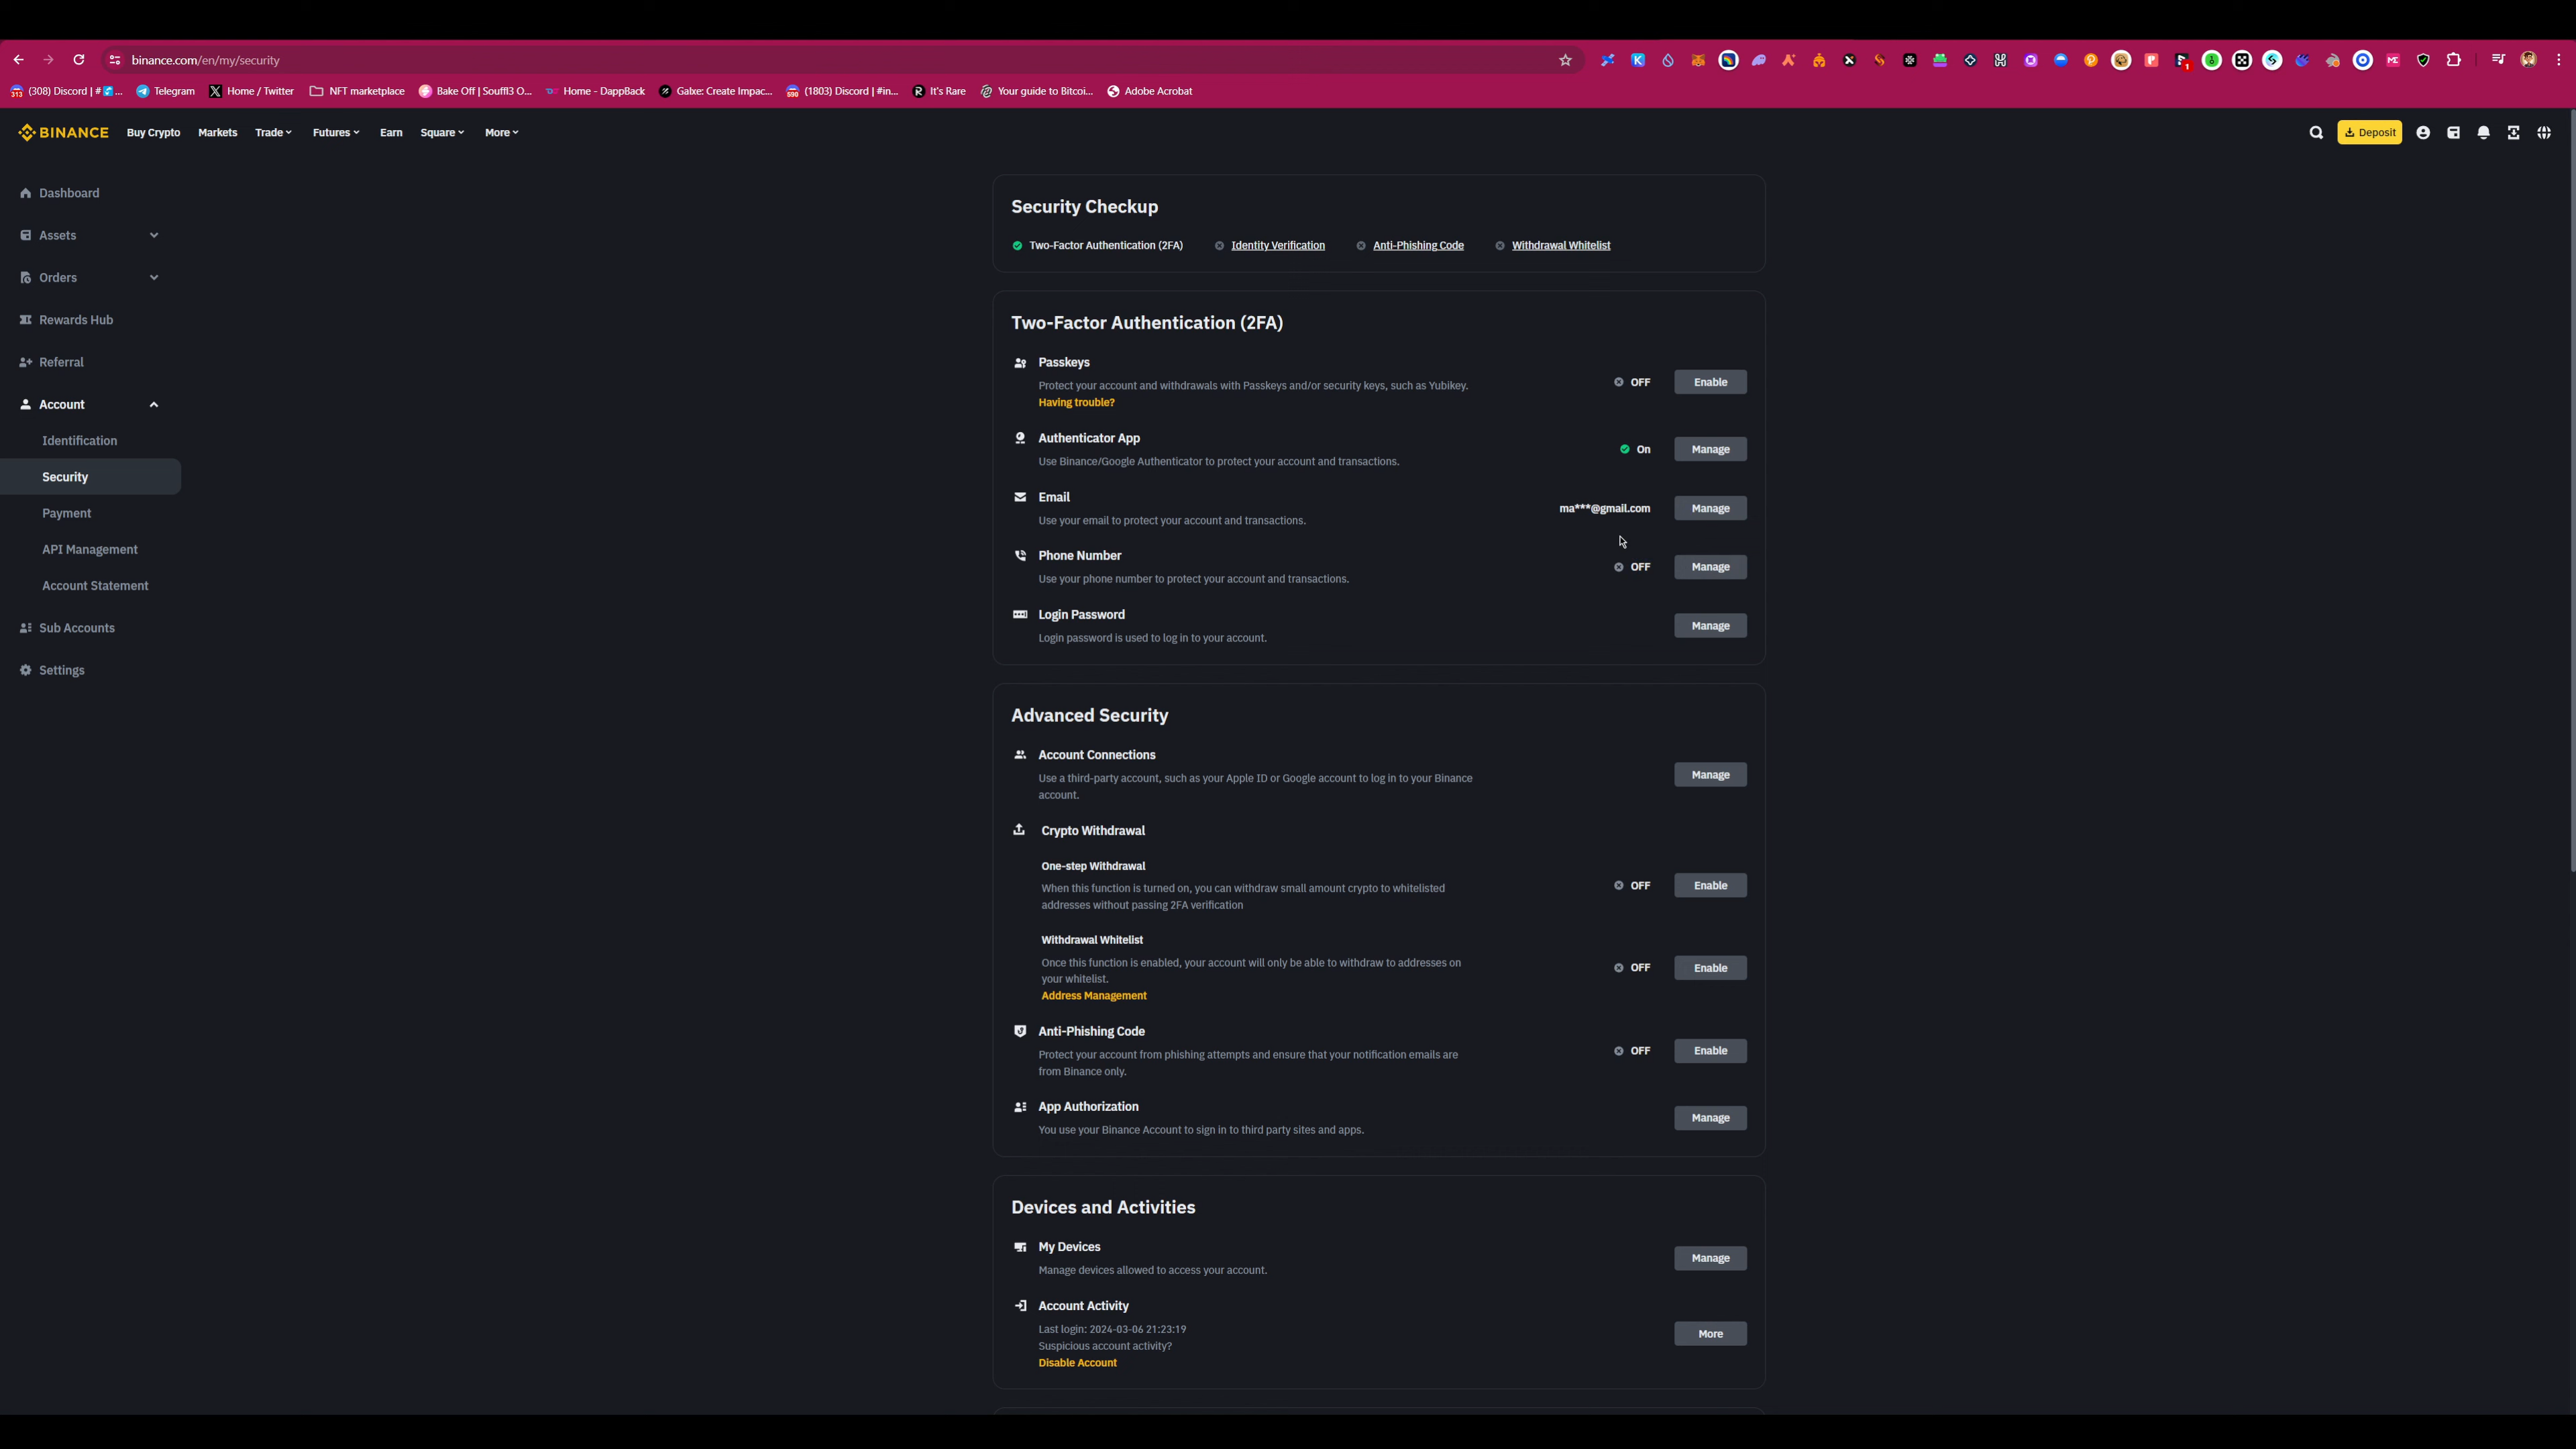 binance.com/en/my/security
(308) Discord | # ...
Telegram
Home / Twitter
NFT marketplace
Bake Off | Souffl3 O...
Home - DappBack
Galxe: Create Impac...
(1803) Discord | #in...
It's Rare
Your guide to Bitcoi...
Adobe Acrobat
BINANCE
Buy Crypto
Markets
Trade
Futures
Earn
Square
More
Deposit
Dashboard
Assets
Orders
Rewards Hub
Referral
Account
Identification
Security
Payment
API Management
Account Statement
Sub Accounts
Settings
Security Checkup
Two-Factor Authentication (2FA)
Identity Verification
Anti-Phishing Code
Withdrawal Whitelist
Two-Factor Authentication (2FA)
Passkeys
Protect your account and withdrawals with Passkeys and/or security keys, such as Yubikey.
Having trouble?
OFF
Enable
Authenticator App
Use Binance/Google Authenticator to protect your account and transactions.
On
Manage
Email
Use your email to protect your account and transactions.
ma***@gmail.com
Manage
Phone Number
Use your phone number to protect your account and transactions.
OFF
Manage
Login Password
Login password is used to log in to your account.
Manage
Advanced Security
Account Connections
Use a third-party account, such as your Apple ID or Google account to log in to your Binance
account.
Manage
Crypto Withdrawal
One-step Withdrawal
When this function is turned on, you can withdraw small amount crypto to whitelisted
addresses without passing 2FA verification
OFF
Enable
Withdrawal Whitelist
Once this function is enabled, your account will only be able to withdraw to addresses on
your whitelist.
Address Management
OFF
Enable
Anti-Phishing Code
Protect your account from phishing attempts and ensure that your notification emails are
from Binance only.
OFF
Enable
App Authorization
You use your Binance Account to sign in to third party sites and apps.
Manage
Devices and Activities
My Devices
Manage devices allowed to access your account.
Manage
Account Activity
Last login: 2024-03-06 21:23:19
Suspicious account activity?
Disable Account
More